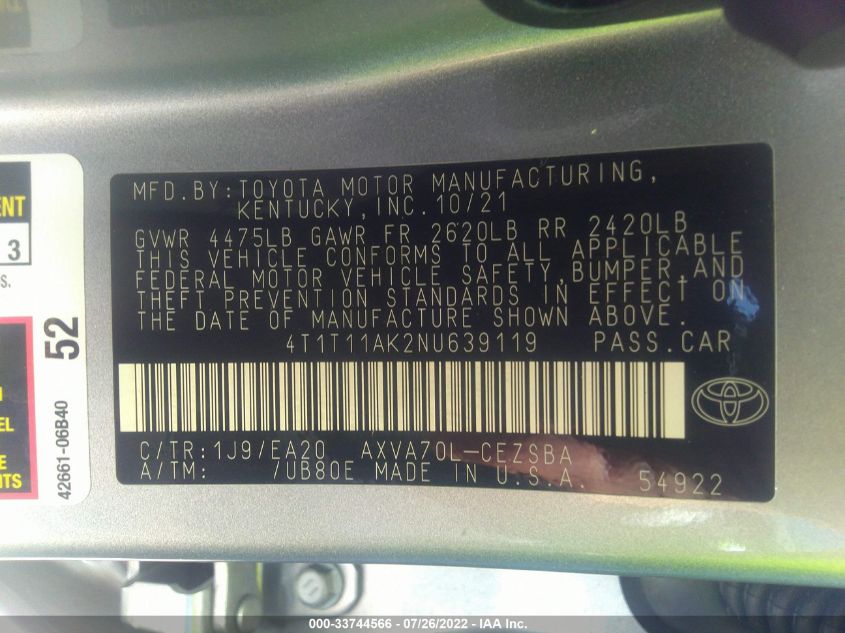 MFD.BY:TOYOTA MOTOR MANUFACTURING,
KENTUCKY,INC.10/21
GVWR 4475LB GAWR FR 2620LB RR 2420LB
THIS VEHICLE CONFORMS TO ALL APPLICABLE
FEDERAL MOTOR VEHICLE SAFETY,BUMPER,AND
THEFT PREVENTION STANDARDS IN EFFECT ON
THE DATE OF MANUFACTURE SHOWN ABOVE.
4T1T11AK2NU639119 PASS.CAR
C/TR:1J9/EA20 AXVA70L-CEZSBA
A/TM: /UB80E MADE IN U.S.A.
54922
3
S.
52
42661-06B40
000-33744566 - 07/26/2022 - IAA Inc.